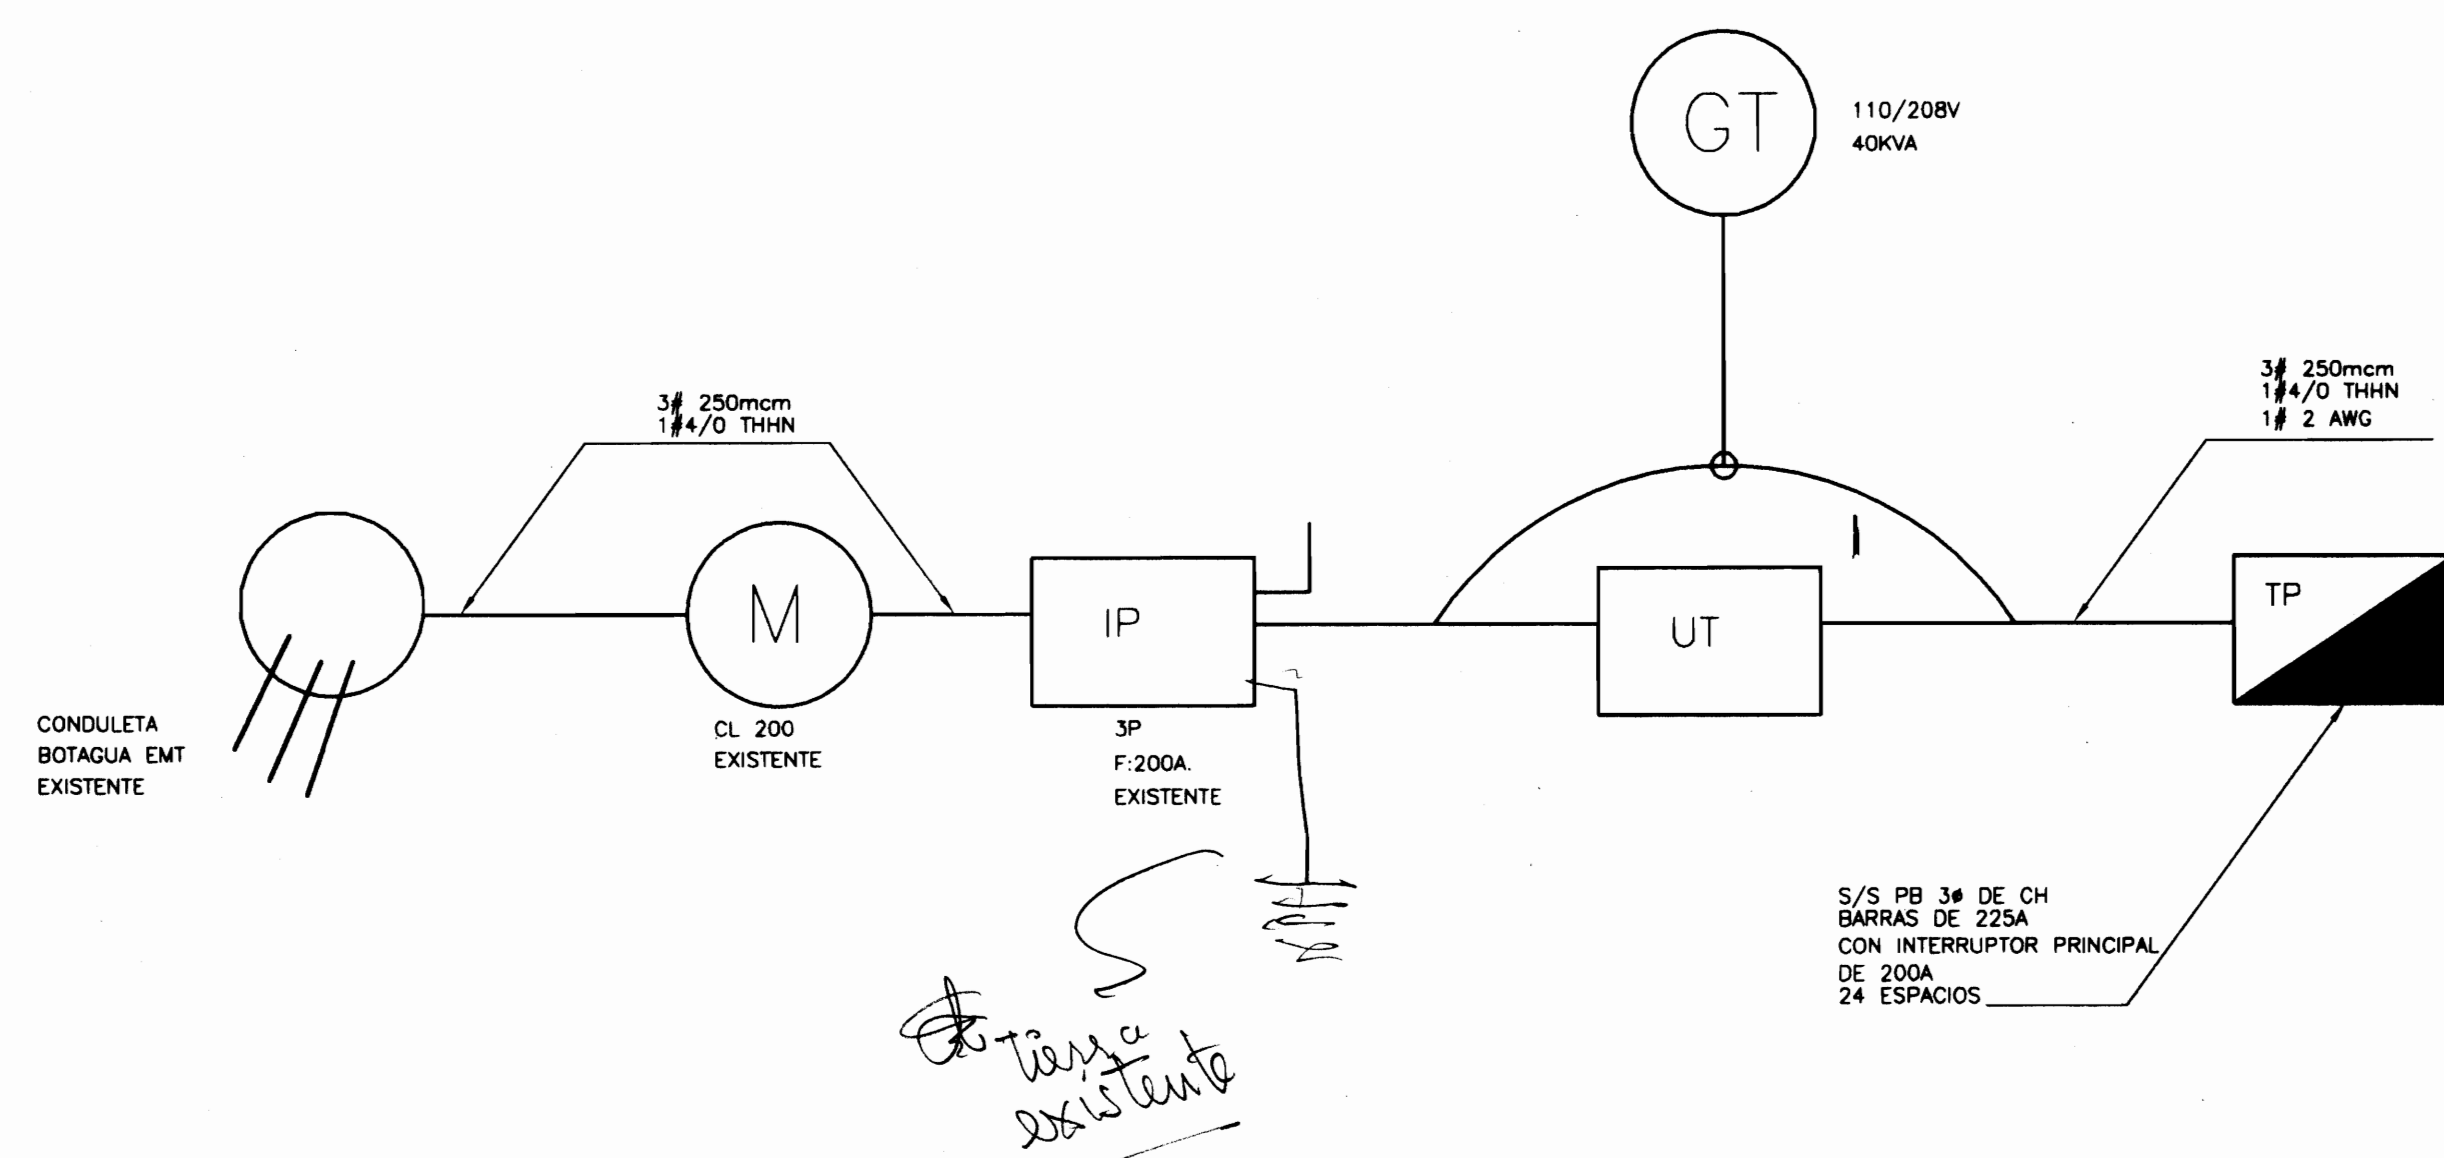 GT
110/208V
40KVA
3# 250mcm
1#4/0 THHN
3# 250mcm
1#4/0 THHN
1# 2 AWG
M
IP
UT
TP
CONDULETA
BOTAGUA EMT
EXISTENTE
CL 200
EXISTENTE
3P
F:200A.
EXISTENTE
S/S PB 3ø DE CH
BARRAS DE 225A
CON INTERRUPTOR PRINCIPAL
DE 200A
24 ESPACIOS
tierra
existente